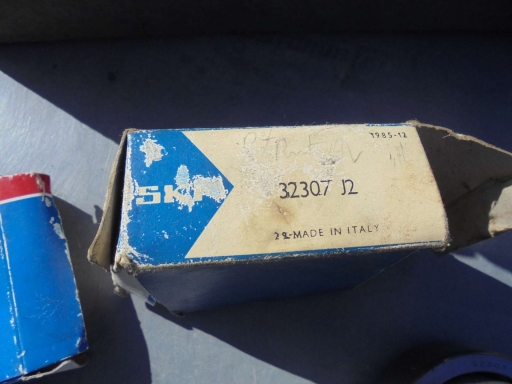 1985-12
SKF
32307 J2
22-MADE IN ITALY